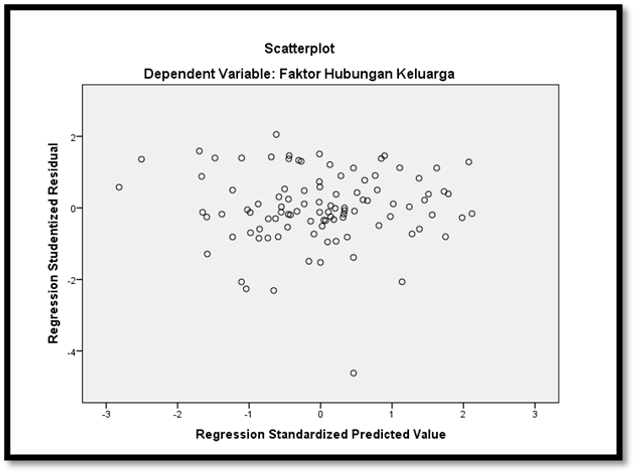 Scatterplot
Dependent Variable: Faktor Hubungan Keluarga
Regression Studentized Residual
2
0
-2
-4
-3
-2
-1
0
1
2
3
Regression Standardized Predicted Value